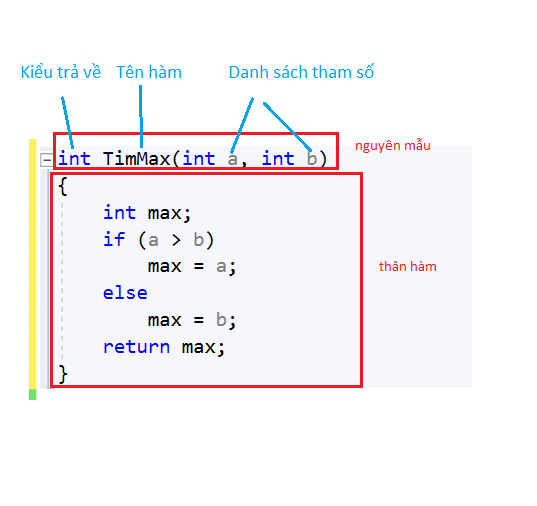 Kiểu trả về Tên hàm Danh sách tham số
int TimMax(int a, int b) nguyên mẫu
{
int max;
if (a > b)
max = a; thân hàm
else
max = b;
return max;
}